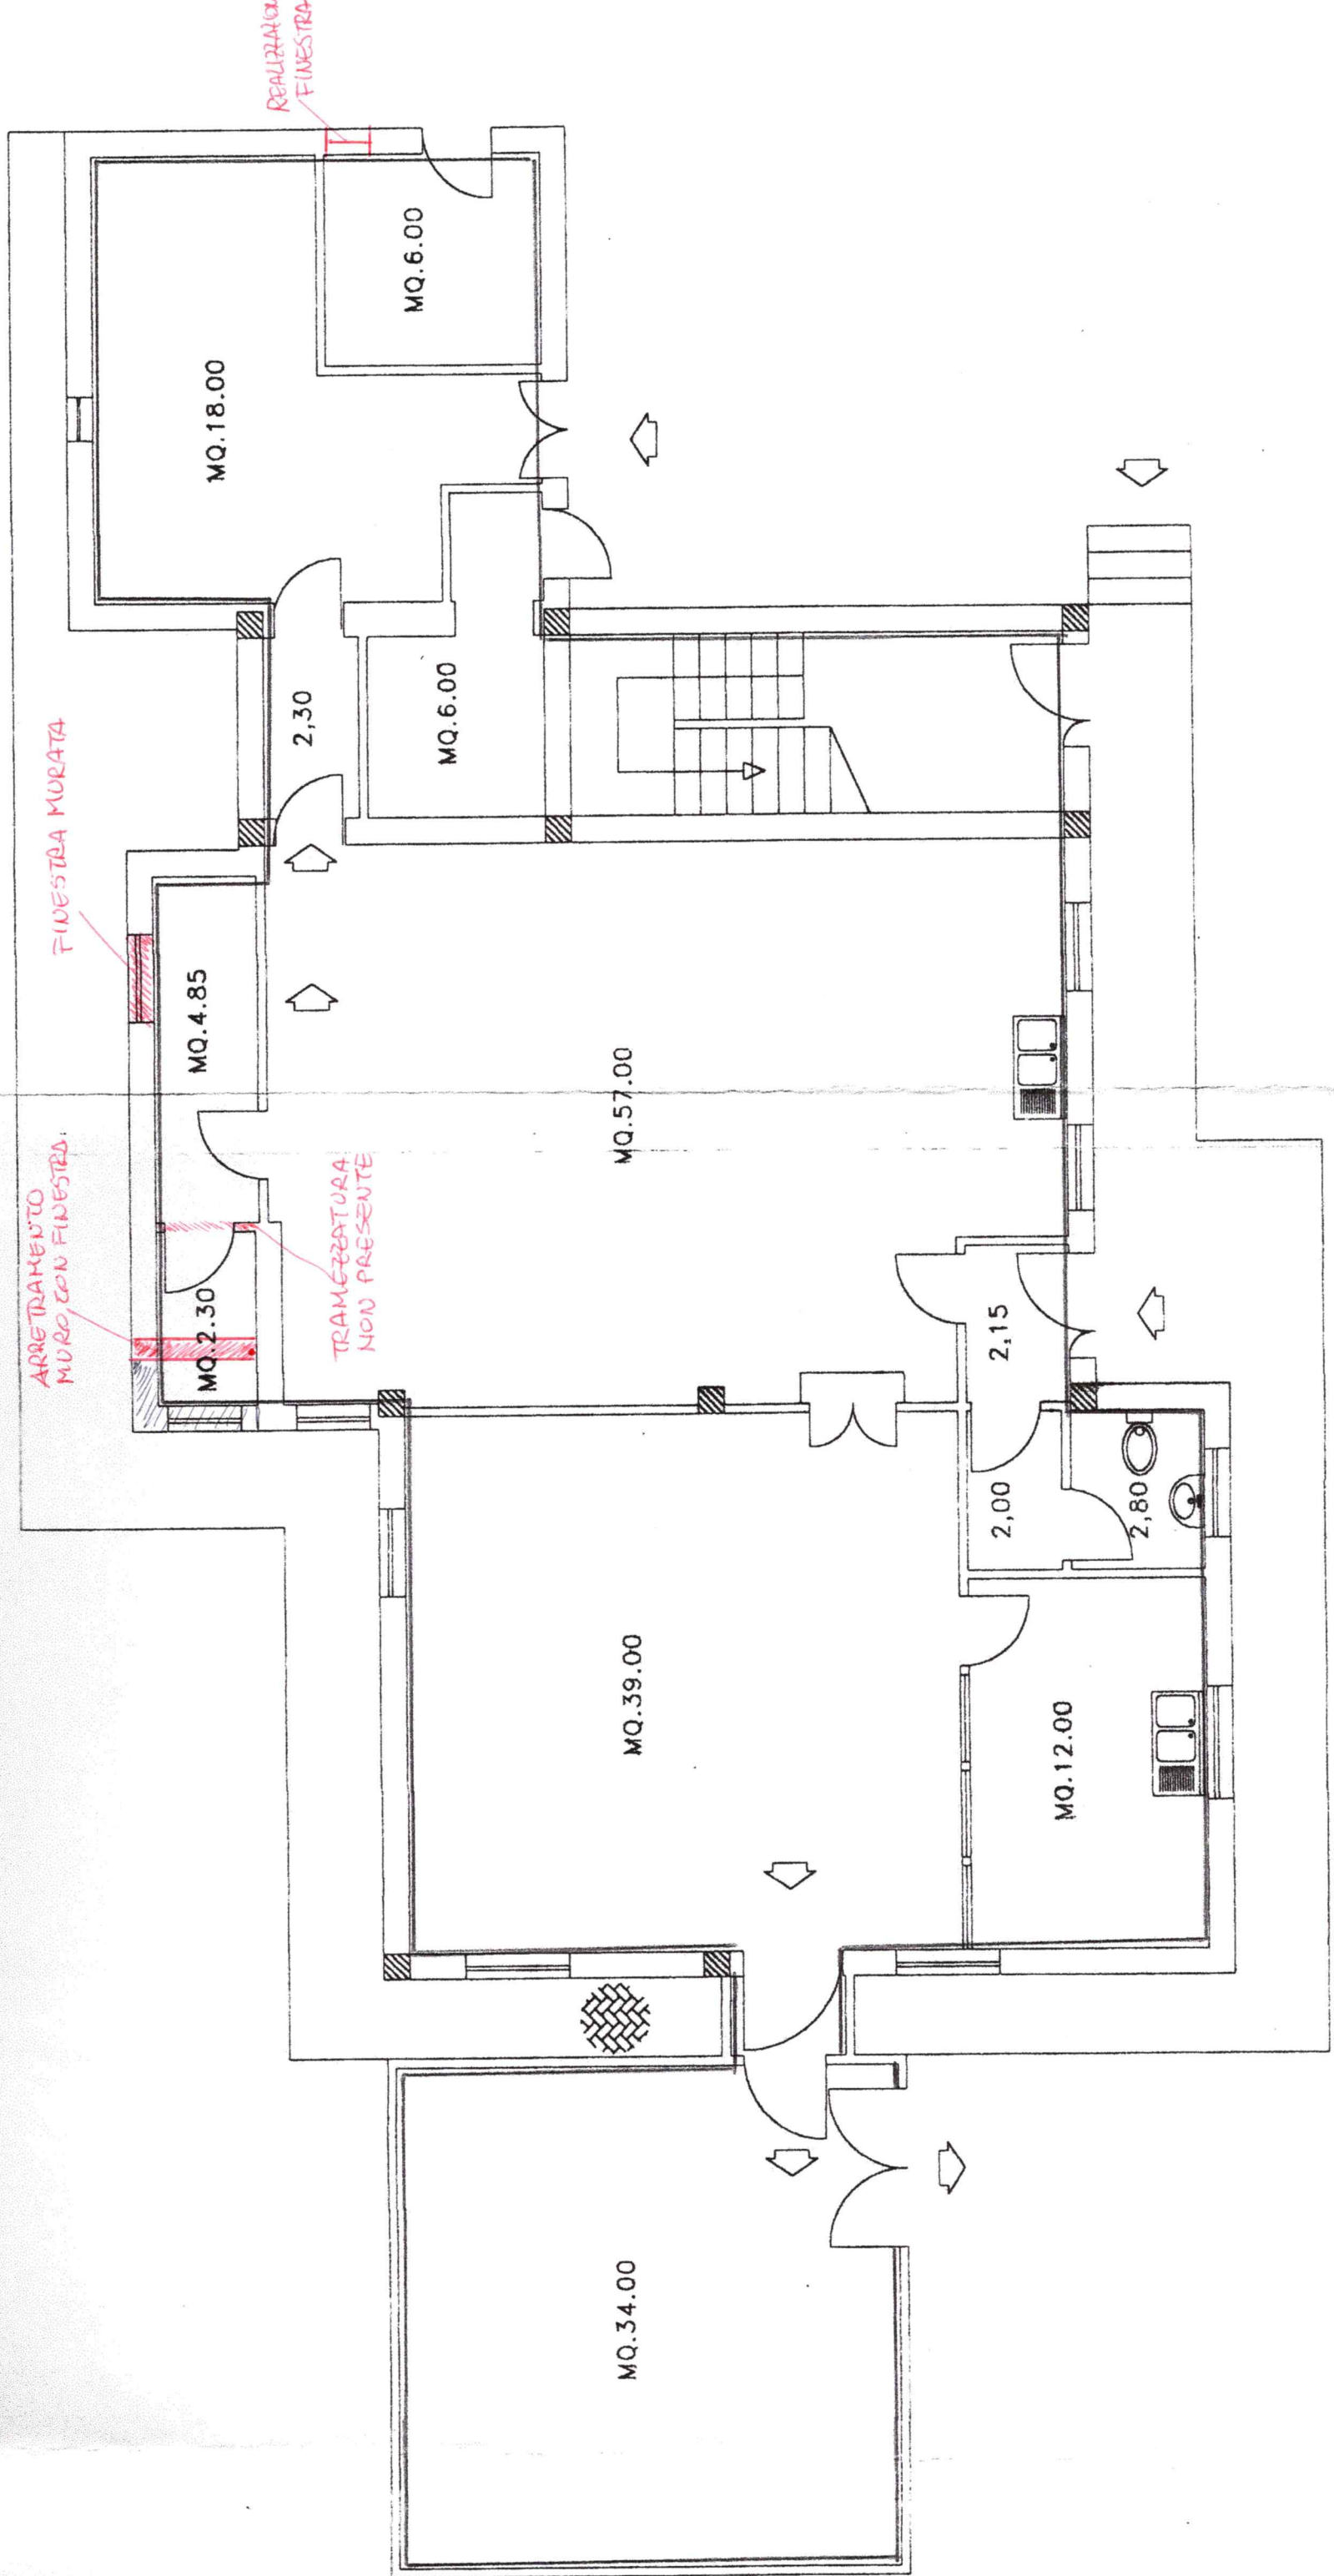 REALIZZAZION
FINESTRA
FINESTRA MURATA
ARRETRAMENTO
MURO, CON FINESTRA.
TRAMEZZATURA
NON PRESENTE
MQ.18.00
MQ.6.00
2,30
MQ.6.00
MQ.4.85
MQ.2.30
MQ.57.00
2,15
2,00
2,80
MQ.39.00
MQ.12.00
MQ.34.00